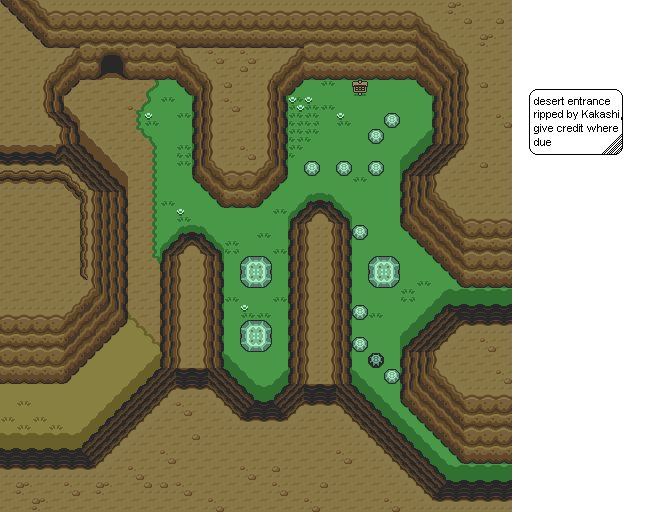 desert entrance
ripped by Kakashi,
give credit where
due